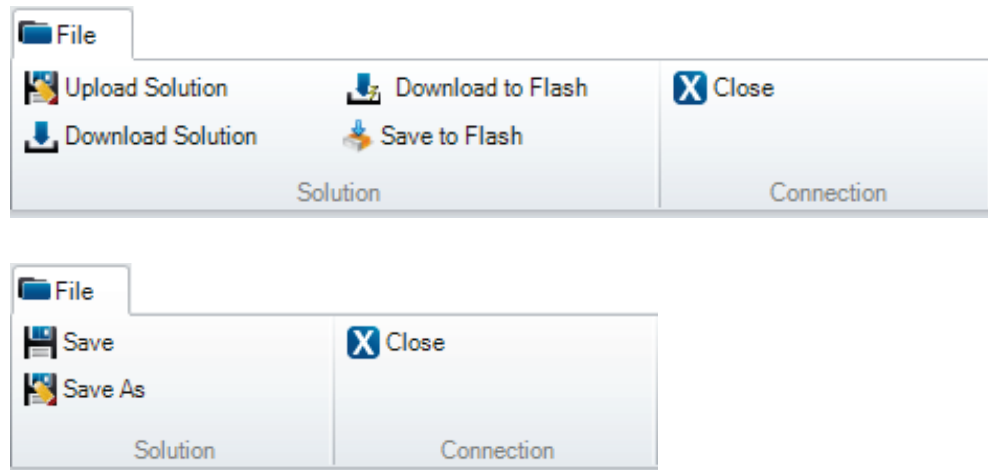 File
Upload Solution Download to Flash Close
Download Solution Save to Flash
Solution Connection
File
Save Close
Save As
Solution Connection